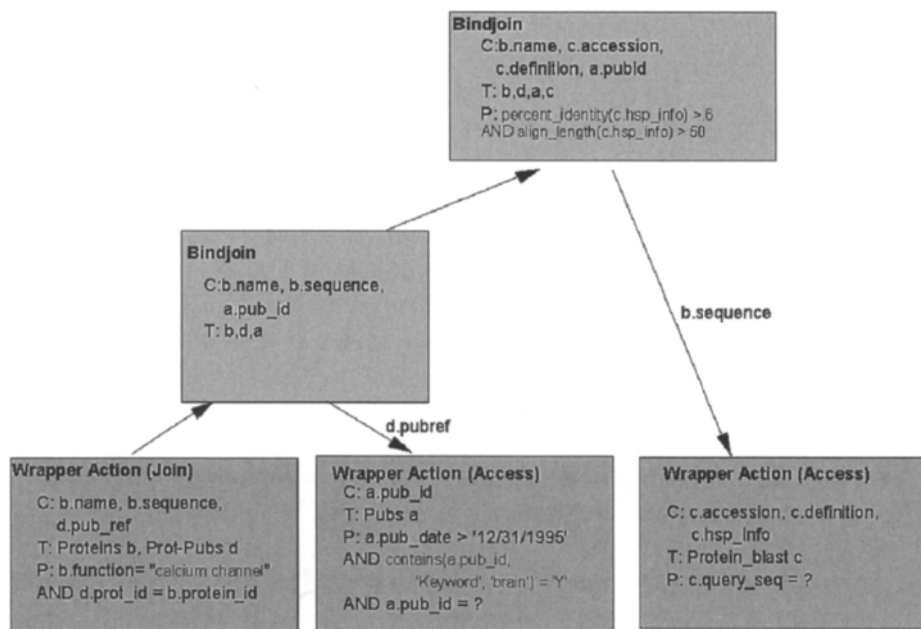 Bindjoin
C:b.name, c.accession,
c.definition, a.pubid
T: b,d,a,c
P: percent_identity(c.hsp_info) >.6
AND align_length(c.hsp_info) > 50
Bindjoin
C:b.name, b.sequence,
a.pub_id
T: b,d,a
b.sequence
d.pubref
Wrapper Action (Join)
C: b.name, b.sequence,
d.pub_ref
T: Proteins b, Prot-Pubs d
P: b.function= "calcium channel"
AND d.prot_id = b.protein_id
Wrapper Action (Access)
C: a.pub_id
T: Pubs a
P: a.pub_date > '12/31/1995'
AND contains(a.pub_id,
'Keyword', 'brain') = 'Y'
AND a.pub_id = ?
Wrapper Action (Access)
C: c.accession, c.definition,
c.hsp_info
T: Protein_blast c
P: c.query_seq = ?